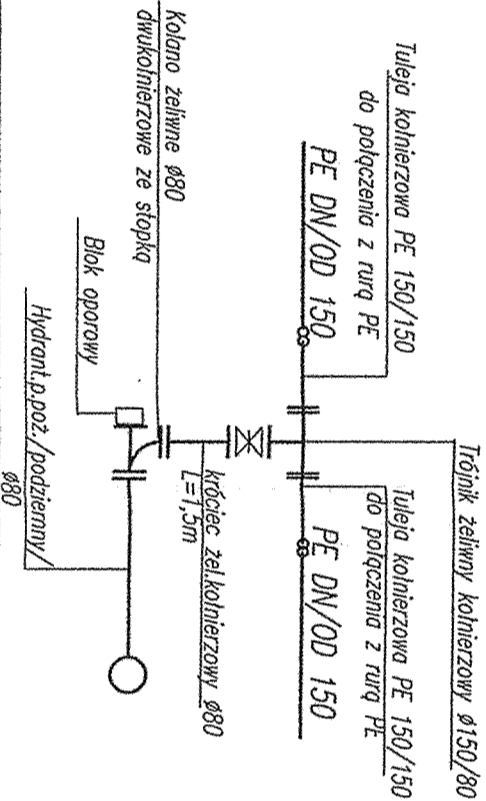 Trójnik żeliwny kołnierzowy ø150/80
Tuleja kołnierzowa PE 150/150
do połączenia z rurą PE
PE DN/OD 150
Tuleja kołnierzowa PE 150/150
do połączenia z rurą PE
PE DN/OD 150
króciec żel.kołnierzowy ø80
L=1,5m
Kolano żeliwne ø80
dwukołnierzowe ze stopką
Blok oporowy
Hydrant.p.poż./podziemny/
ø80